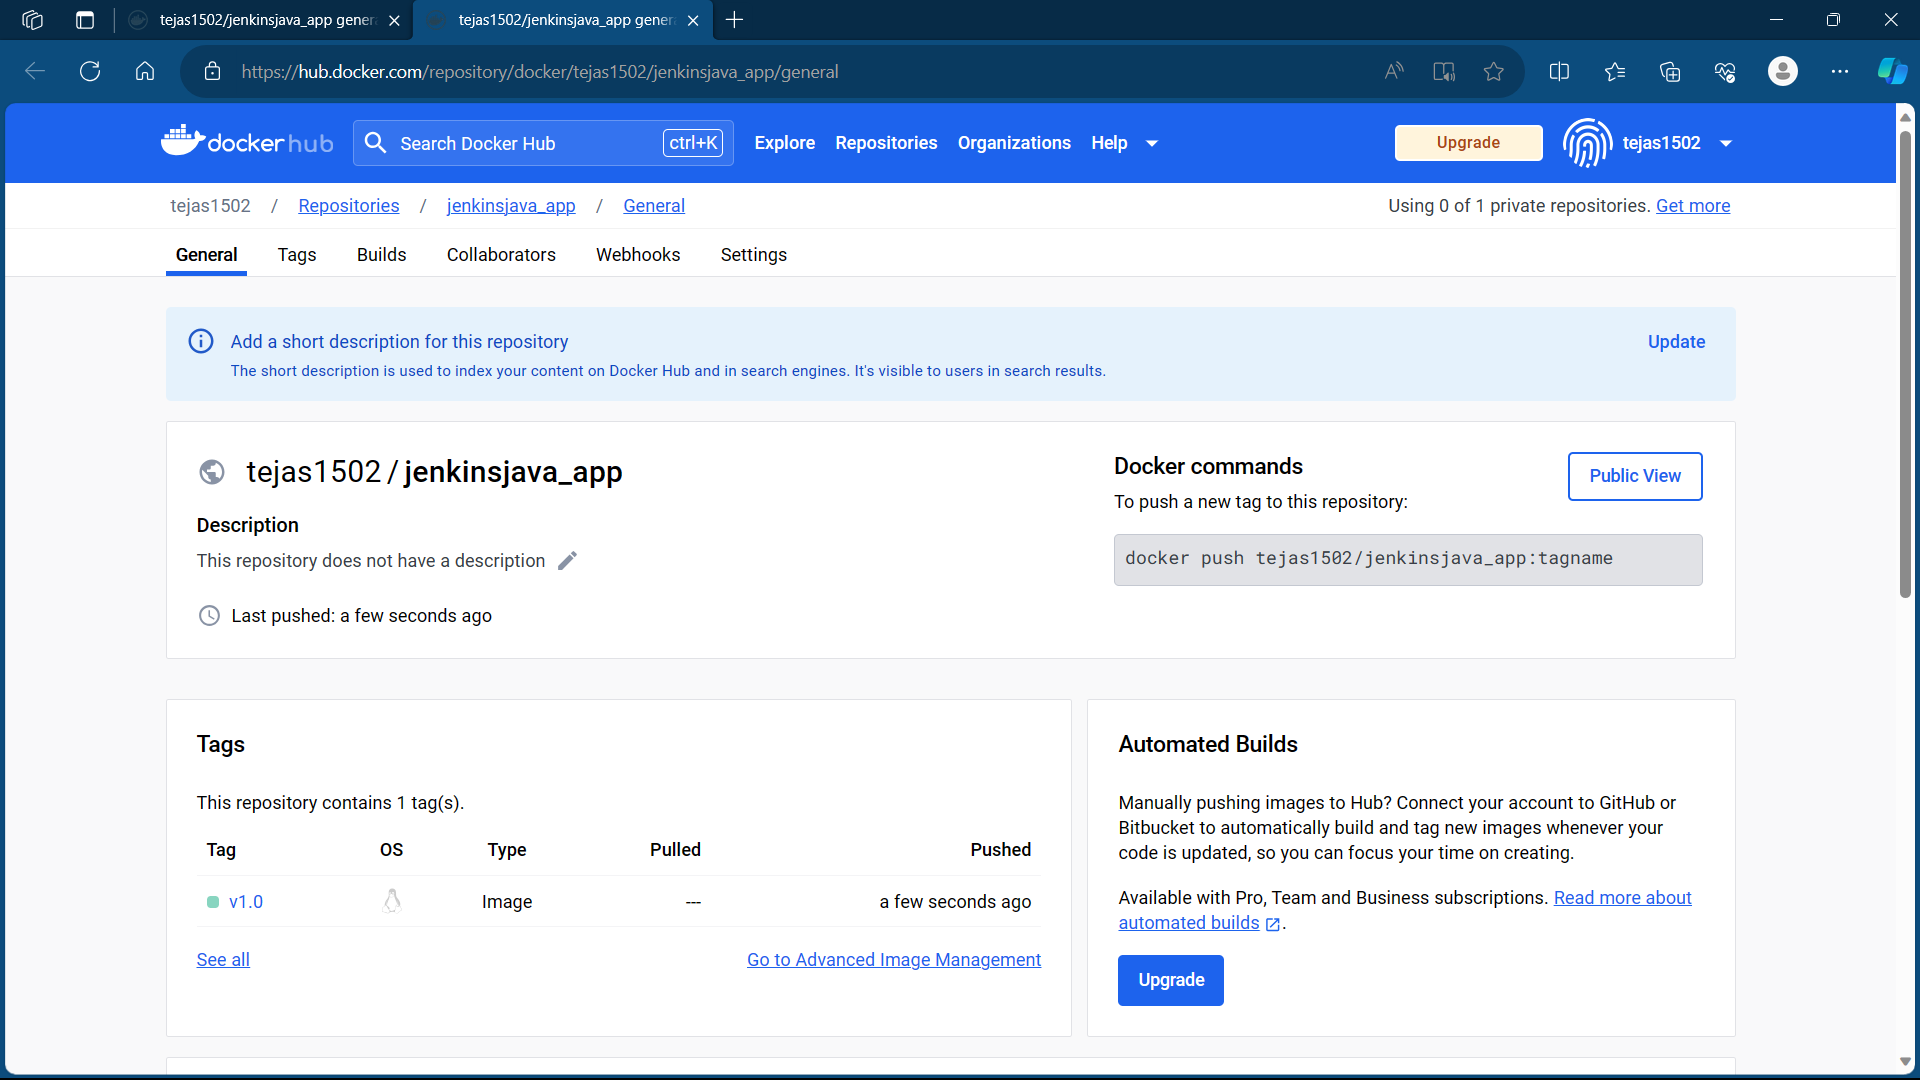 tejas1502/jenkinsjava_app gener
tejas1502/jenkinsjava_app gener
https://hub.docker.com/repository/docker/tejas1502/jenkinsjava_app/general
docker hub
Search Docker Hub
ctrl+K
Explore
Repositories
Organizations
Help
Upgrade
tejas1502
tejas1502 / Repositories / jenkinsjava_app / General
Using 0 of 1 private repositories. Get more
General
Tags
Builds
Collaborators
Webhooks
Settings
Add a short description for this repository
Update
The short description is used to index your content on Docker Hub and in search engines. It's visible to users in search results.
tejas1502/jenkinsjava_app
Description
This repository does not have a description
Last pushed: a few seconds ago
Docker commands
Public View
To push a new tag to this repository:
docker push tejas1502/jenkinsjava_app:tagname
Tags
This repository contains 1 tag(s).
Tag OS Type Pulled Pushed
v1.0 Image --- a few seconds ago
See all
Go to Advanced Image Management
Automated Builds
Manually pushing images to Hub? Connect your account to GitHub or
Bitbucket to automatically build and tag new images whenever your
code is updated, so you can focus your time on creating.
Available with Pro, Team and Business subscriptions. Read more about
automated builds.
Upgrade